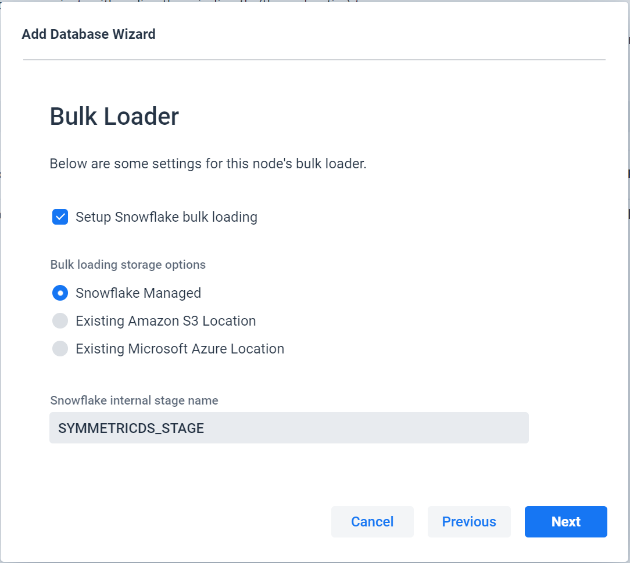 Add Database Wizard
Bulk Loader
Below are some settings for this node's bulk loader.
Setup Snowflake bulk loading
Bulk loading storage options
Snowflake Managed
Existing Amazon S3 Location
Existing Microsoft Azure Location
Snowflake internal stage name
SYMMETRICDS_STAGE
Cancel Previous Next